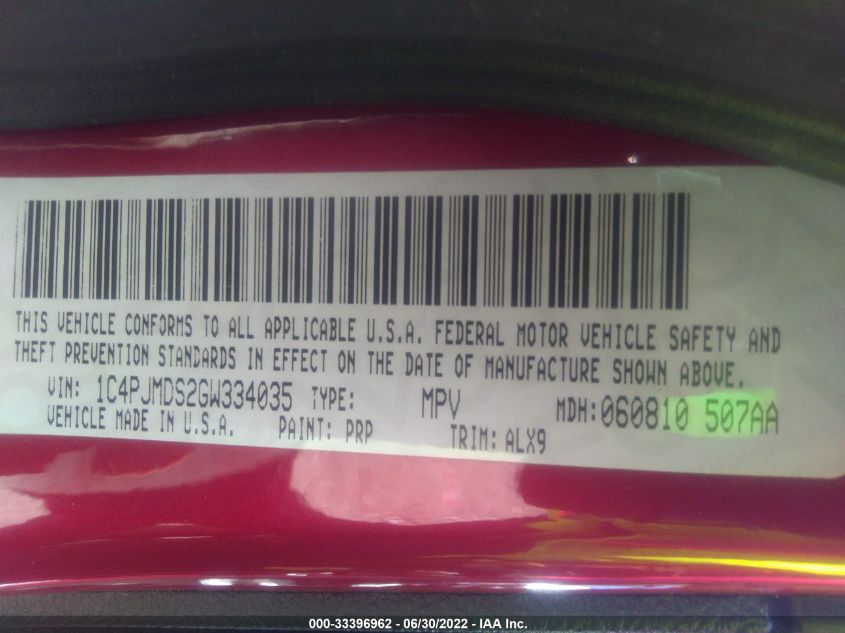 THIS VEHICLE CONFORMS TO ALL APPLICABLE U.S.A. FEDERAL MOTOR VEHICLE SAFETY AND
THEFT PREVENTION STANDARDS IN EFFECT ON THE DATE OF MANUFACTURE SHOWN ABOVE.
VIN: 1C4PJMDS2GW334035 TYPE: MPV MDH:060810 507AA
VEHICLE MADE IN U.S.A. PAINT: PRP TRIM: ALX9
000-33396962 - 06/30/2022 - IAA Inc.